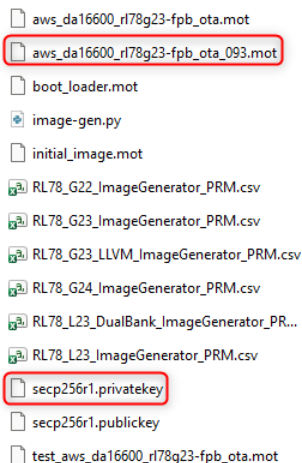 aws_da16600_rl78g23-fpb_ota.mot
aws_da16600_rl78g23-fpb_ota_093.mot
boot_loader.mot
image-gen.py
initial_image.mot
RL78_G22_ImageGenerator_PRM.csv
RL78_G23_ImageGenerator_PRM.csv
RL78_G23_LLVM_ImageGenerator_PRM.csv
RL78_G24_ImageGenerator_PRM.csv
RL78_L23_DualBank_ImageGenerator_PR...
RL78_L23_ImageGenerator_PRM.csv
secp256r1.privatekey
secp256r1.publickey
test_aws_da16600_rl78g23-fpb_ota.mot